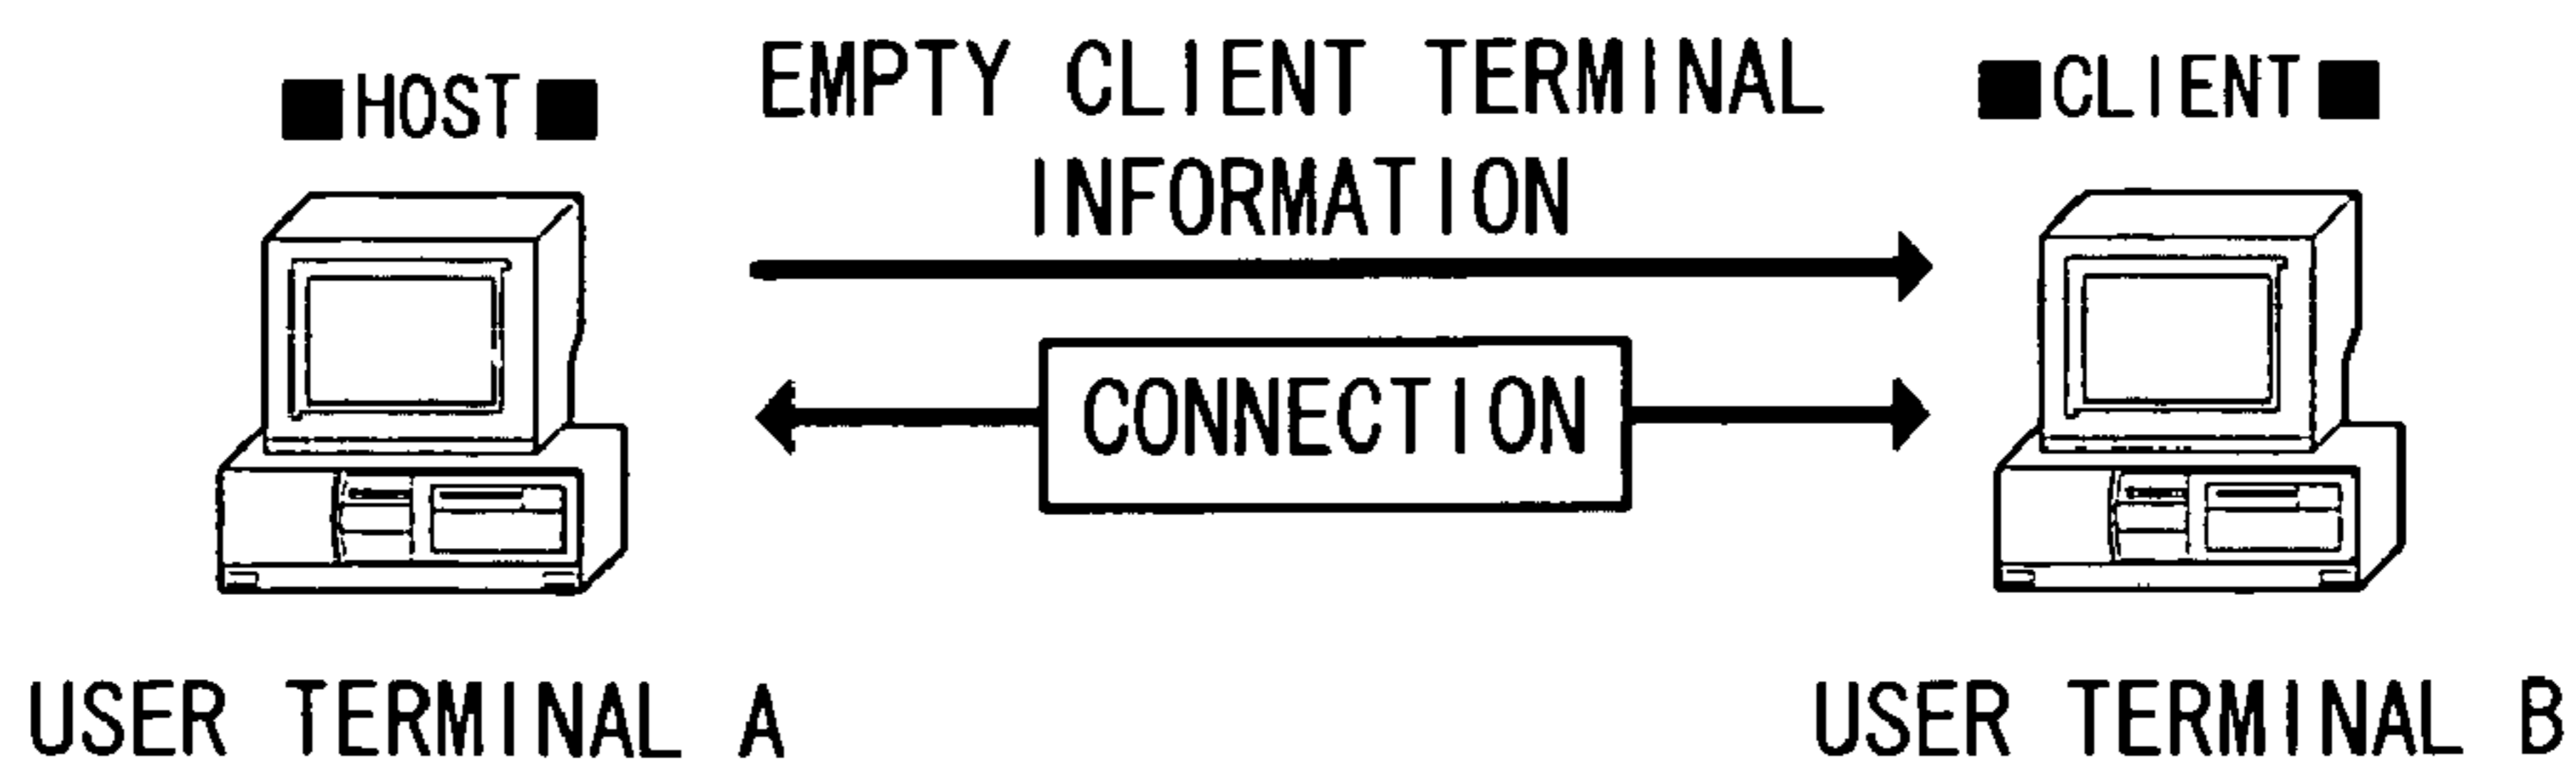 ■HOST■
EMPTY CLIENT TERMINAL
INFORMATION
■CLIENT■
CONNECTION
USER TERMINAL A
USER TERMINAL B